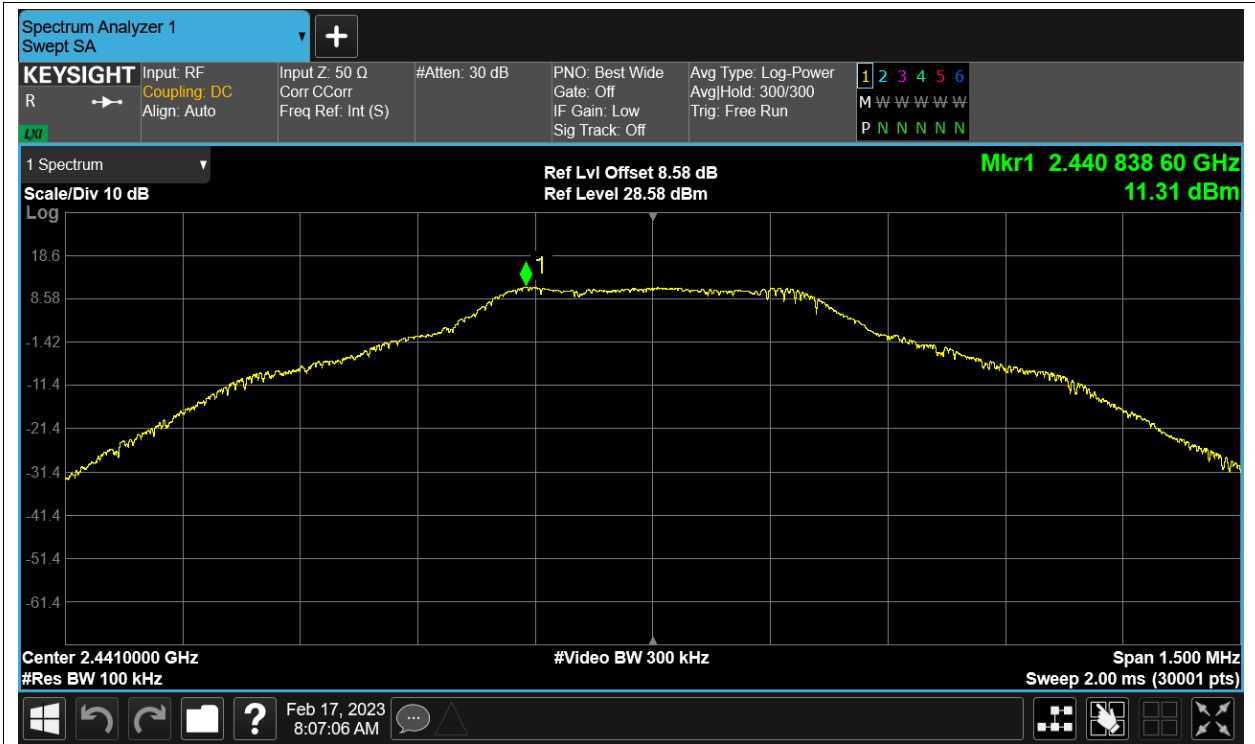 Spectrum Analyzer 1
Swept SA
KEYSIGHT
R
LXI
Input: RF
Coupling: DC
Align: Auto
Input Z: 50 Ω
Corr CCorr
Freq Ref: Int (S)
#Atten: 30 dB
PNO: Best Wide
Gate: Off
IF Gain: Low
Sig Track: Off
Avg Type: Log-Power
Avg|Hold: 300/300
Trig: Free Run
1 2 3 4 5 6
M W W W W W
P N N N N N
1 Spectrum
Scale/Div 10 dB
Ref Lvl Offset 8.58 dB
Ref Level 28.58 dBm
Mkr1 2.440 838 60 GHz
11.31 dBm
Log
18.6
8.58
-1.42
-11.4
-21.4
-31.4
-41.4
-51.4
-61.4
1
Center 2.4410000 GHz
#Video BW 300 kHz
Span 1.500 MHz
#Res BW 100 kHz
Sweep 2.00 ms (30001 pts)
?
Feb 17, 2023
8:07:06 AM